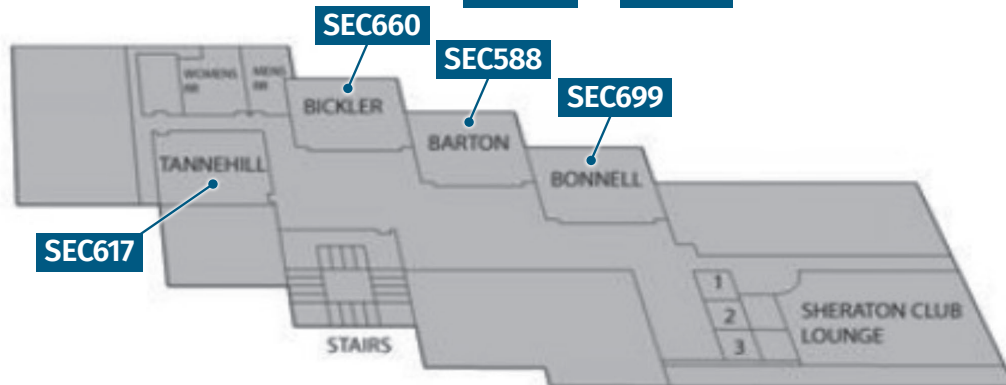 SEC660
SEC588
SEC699
WOMENS
RR
MENS
RR
BICKLER
BARTON
BONNELL
TANNEHILL
SEC617
1
2
3
SHERATON CLUB
LOUNGE
STAIRS